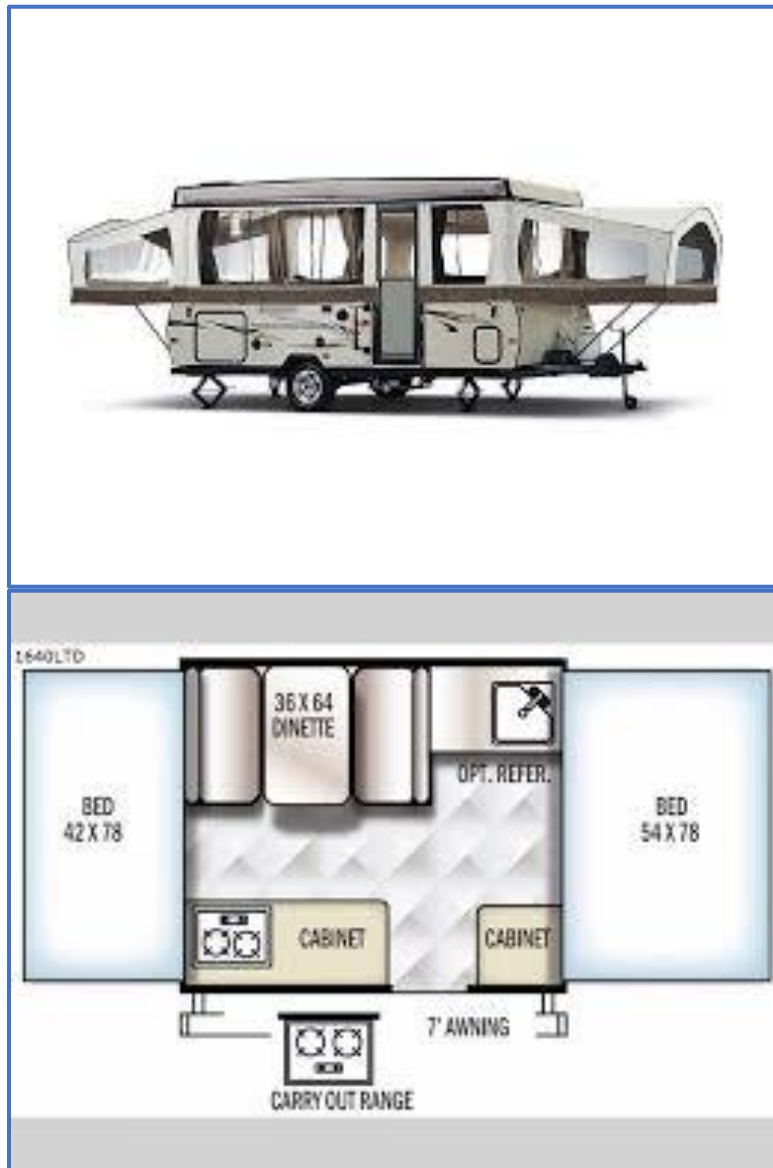 1640LTD
36 X 64
DINETTE
OPT. REFER.
BED
42 X 78
BED
54 X 78
CABINET
CABINET
7' AWNING
CARRY OUT RANGE